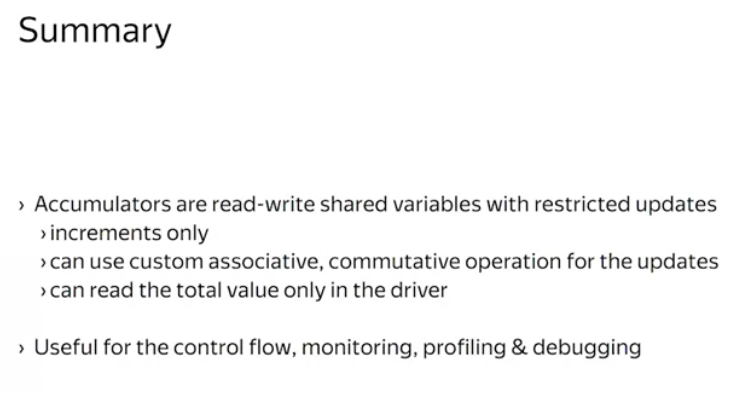 Summary
› Accumulators are read-write shared variables with restricted updates
› increments only
› can use custom associative, commutative operation for the updates
› can read the total value only in the driver
› Useful for the control flow, monitoring, profiling & debugging